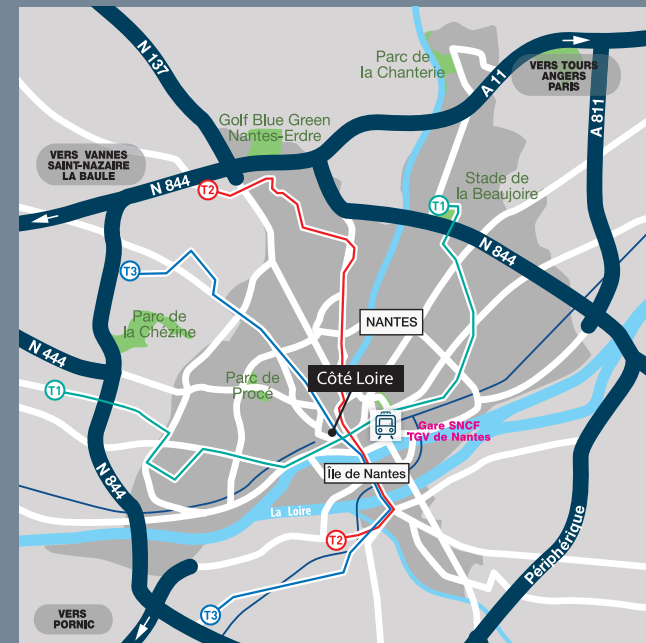 N 137
Parc de
la Chanterie
A 11
VERS TOURS
ANGERS
PARIS
A 811
Golf Blue Green
Nantes-Erdre
VERS VANNES
SAINT-NAZAIRE
LA BAULE
N 844
T2
Stade de
la Beaujoire
T1
N 844
T3
Parc de
la Chézine
NANTES
N 444
Parc de
Procé
Côté Loire
T1
Gare SNCF
TGV de Nantes
N 844
Île de Nantes
La Loire
T2
Périphérique
T3
VERS
PORNIC